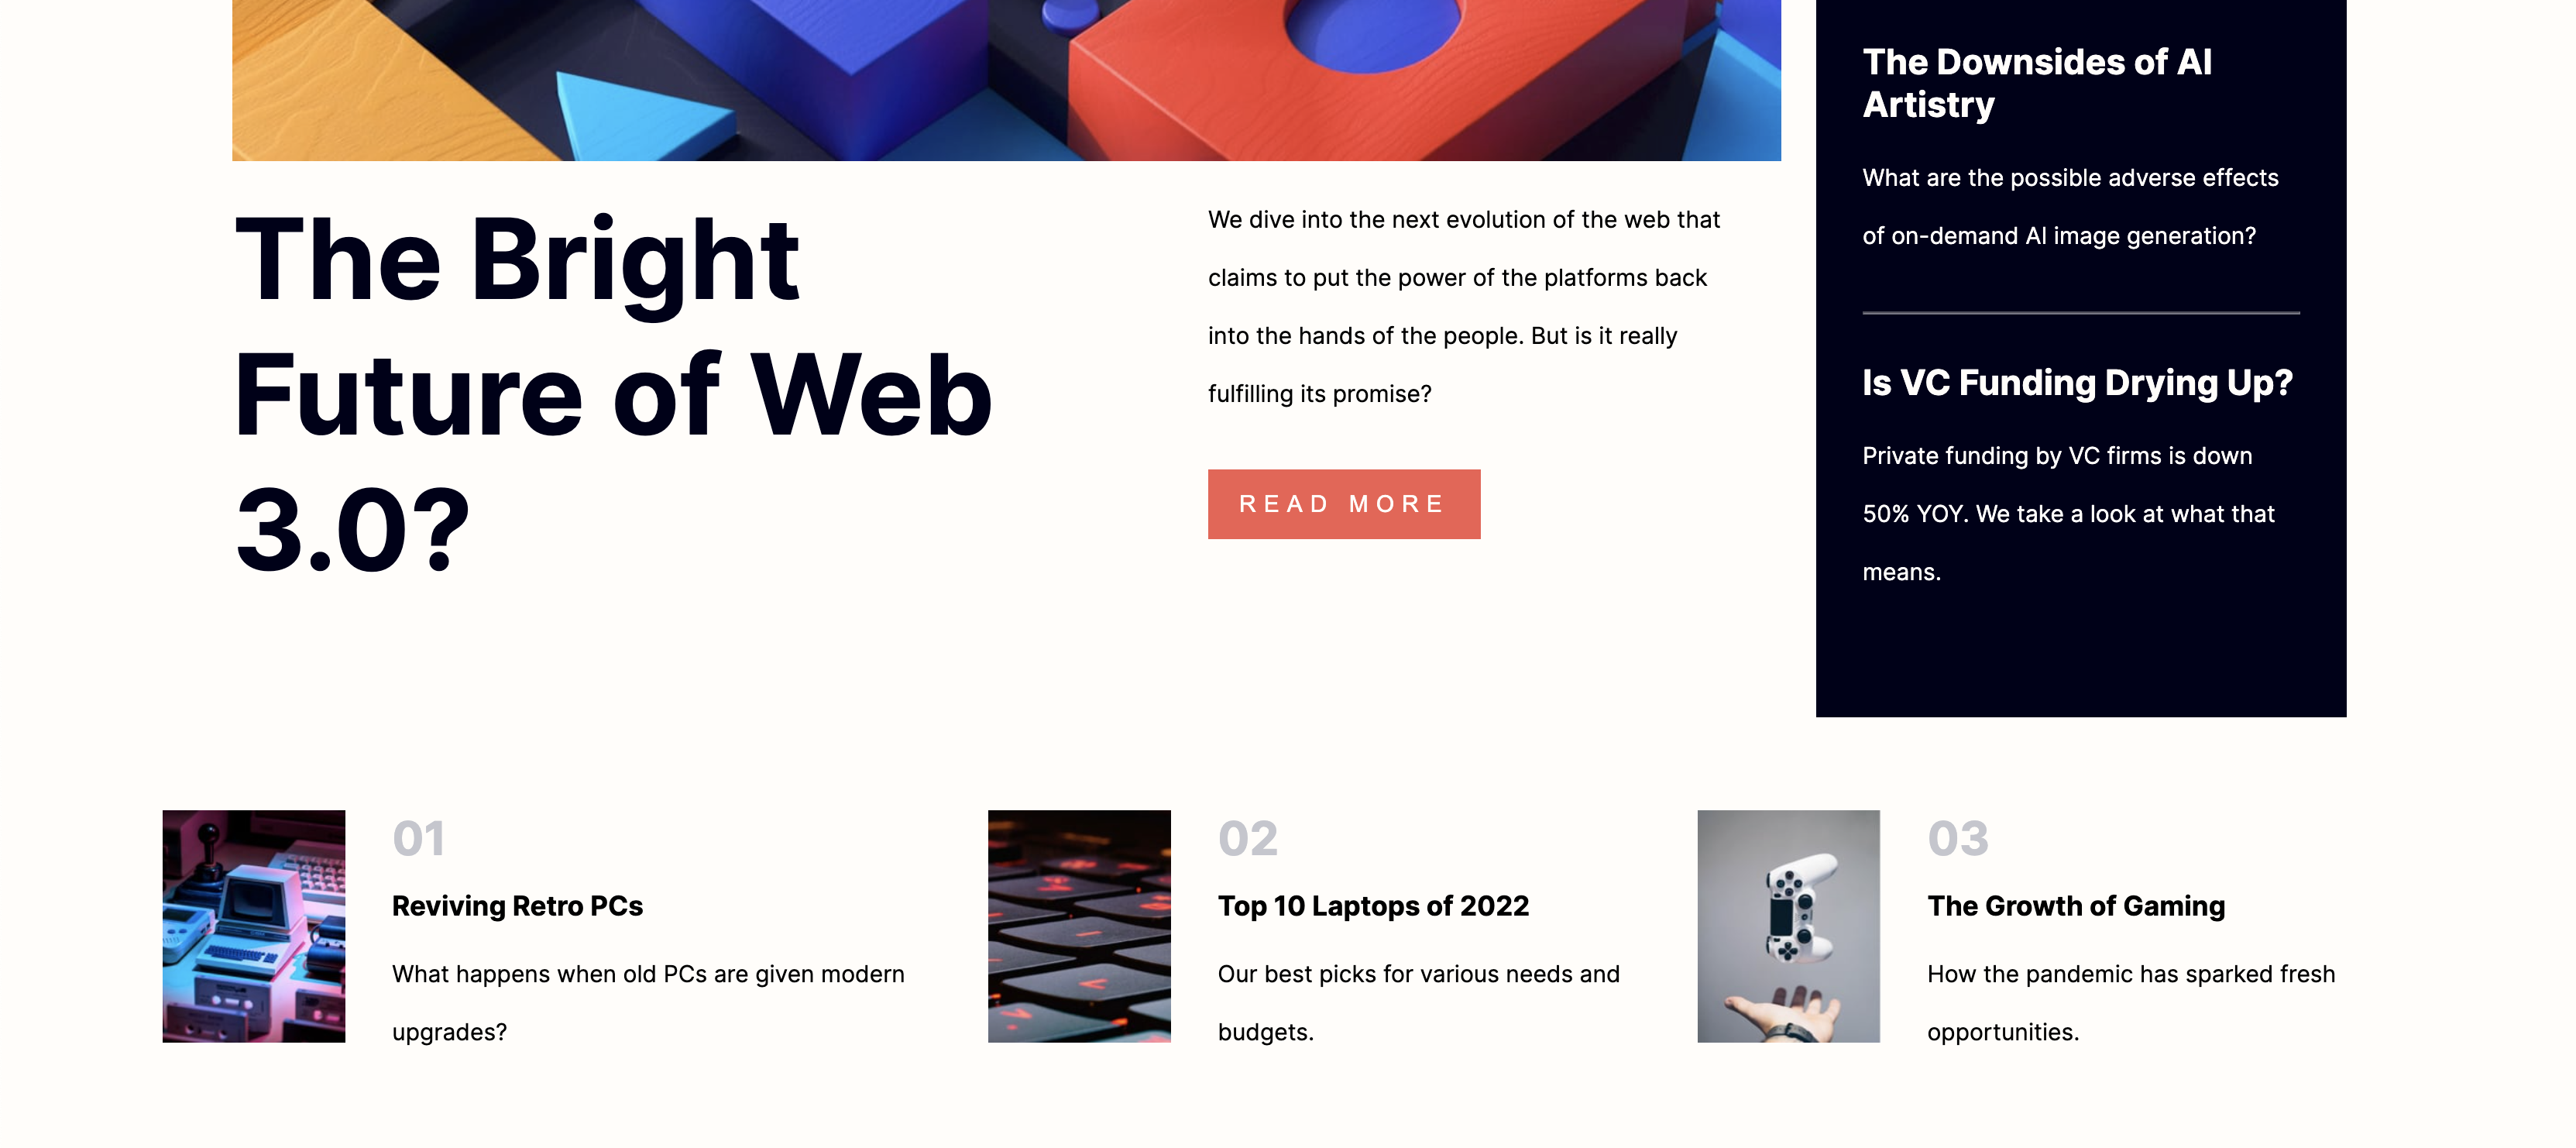 The Bright
Future of Web
3.0?
We dive into the next evolution of the web that
claims to put the power of the platforms back
into the hands of the people. But is it really
fulfilling its promise?
READ MORE
The Downsides of AI
Artistry
What are the possible adverse effects
of on-demand AI image generation?
Is VC Funding Drying Up?
Private funding by VC firms is down
50% YOY. We take a look at what that
means.
01
Reviving Retro PCs
What happens when old PCs are given modern
upgrades?
02
Top 10 Laptops of 2022
Our best picks for various needs and
budgets.
03
The Growth of Gaming
How the pandemic has sparked fresh
opportunities.